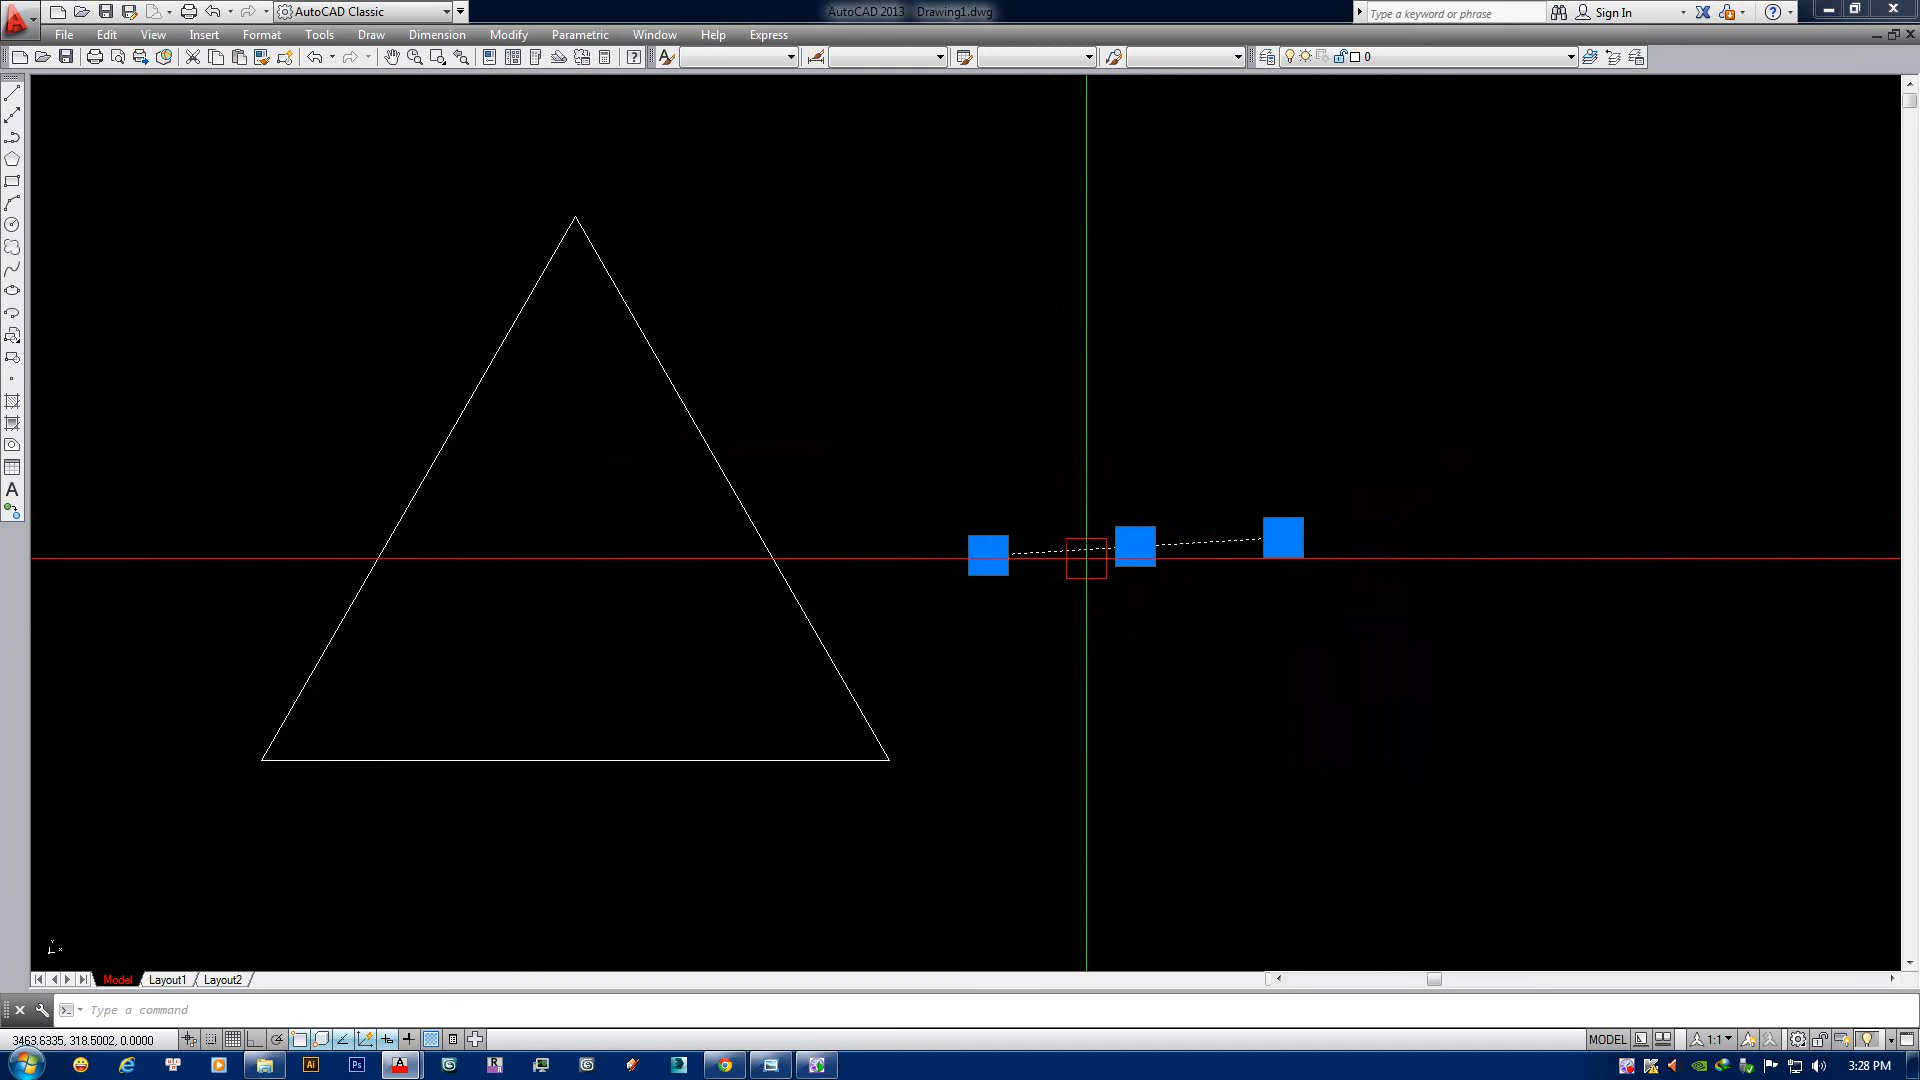 AutoCAD Classic
AutoCAD 2013 Drawing1.dwg
Type a keyword or phrase
Sign In
File Edit View Insert Format Tools Draw Dimension Modify Parametric Window Help Express
0
A
Y
X
Model Layout1 Layout2
Type a command
3463.6335, 318.5002, 0.0000
MODEL
1:1
Ai
Ps
3:28 PM